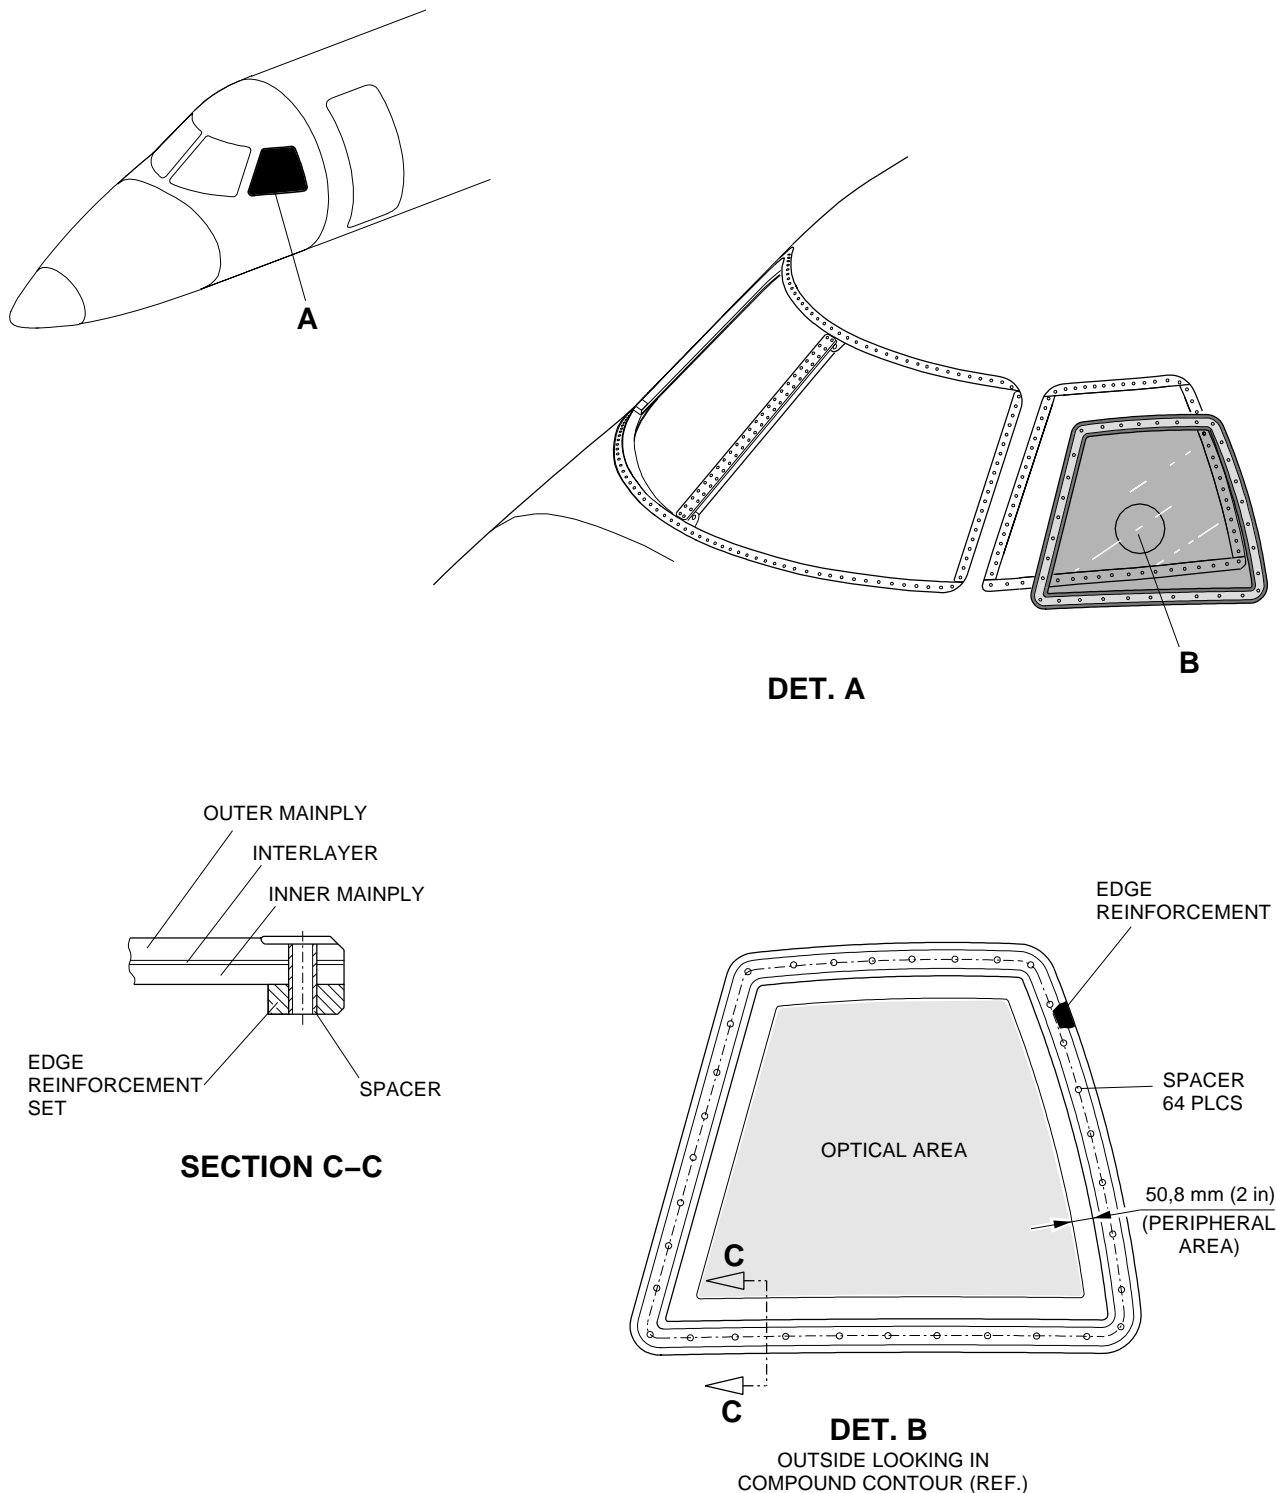 A
B
DET. A
OUTER MAINPLY
INTERLAYER
INNER MAINPLY
EDGE
REINFORCEMENT
SET
SPACER
SECTION C–C
EDGE
REINFORCEMENT
SPACER
64 PLCS
OPTICAL AREA
50,8 mm (2 in)
(PERIPHERAL
AREA)
C
C
DET. B
OUTSIDE LOOKING IN
COMPOUND CONTOUR (REF.)